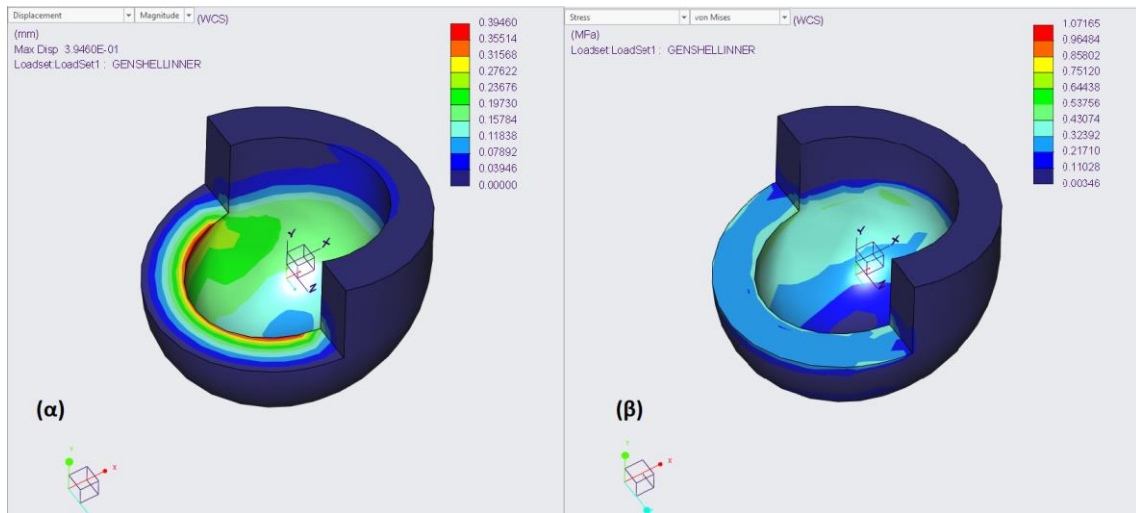 Displacement Magnitude (WCS)
(mm)
Max Disp 3.9460E-01
Loadset:LoadSet1 : GENSHELLINNER
0.39460
0.35514
0.31568
0.27622
0.23676
0.19730
0.15784
0.11838
0.07892
0.03946
0.00000
Y
X
Z
(α)
Y
X
Stress von Mises (WCS)
(MPa)
Loadset:LoadSet1 : GENSHELLINNER
1.07165
0.96484
0.85802
0.75120
0.64438
0.53756
0.43074
0.32392
0.21710
0.11028
0.00346
Y
X
Z
(β)
Y
X